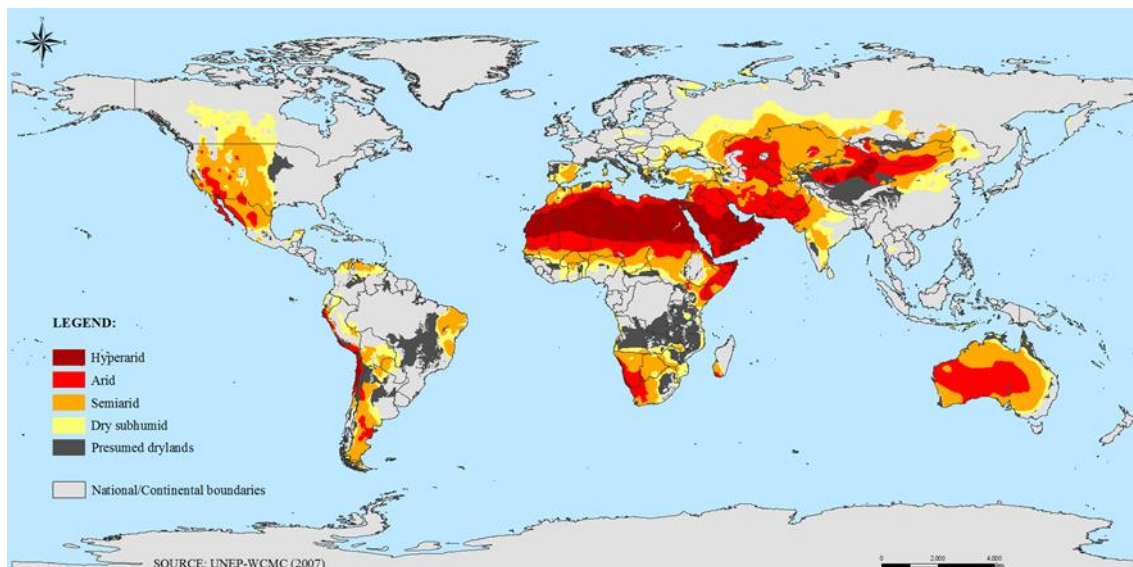 LEGEND:
Hyperarid
Arid
Semiarid
Dry subhumid
Presumed drylands
National/Continental boundaries
SOURCE: UNEP-WCMC (2007)
0 2.000 4.000